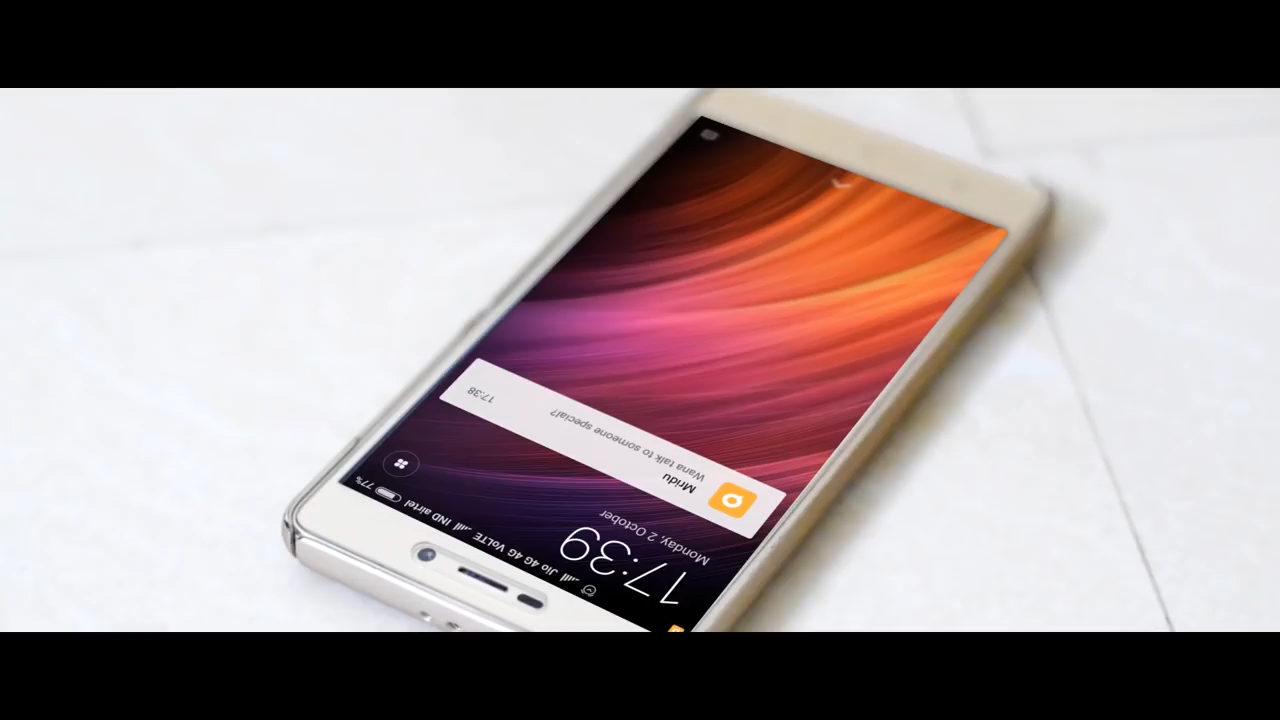 Jio 4G 4G VoLTE IND airtel 77%
17:39
Monday, 2 October
Mridu
Wana talk to someone special?
17:38